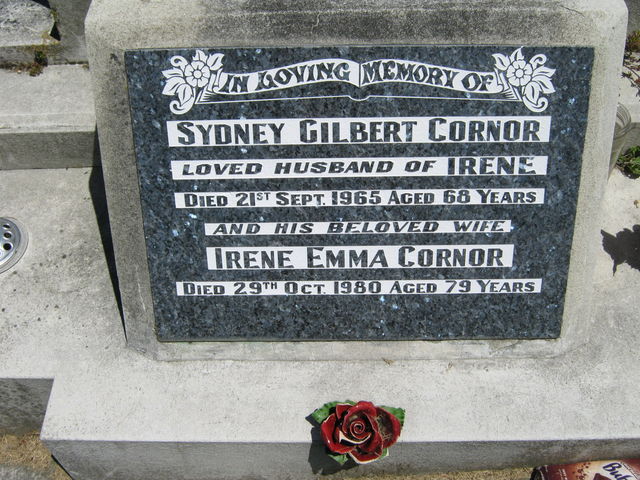 IN LOVING MEMORY OF
SYDNEY GILBERT CORNOR
LOVED HUSBAND OF IRENE
DIED 21ST SEPT. 1965 AGED 68 YEARS
AND HIS BELOVED WIFE
IRENE EMMA CORNOR
DIED 29TH OCT. 1980 AGED 79 YEARS